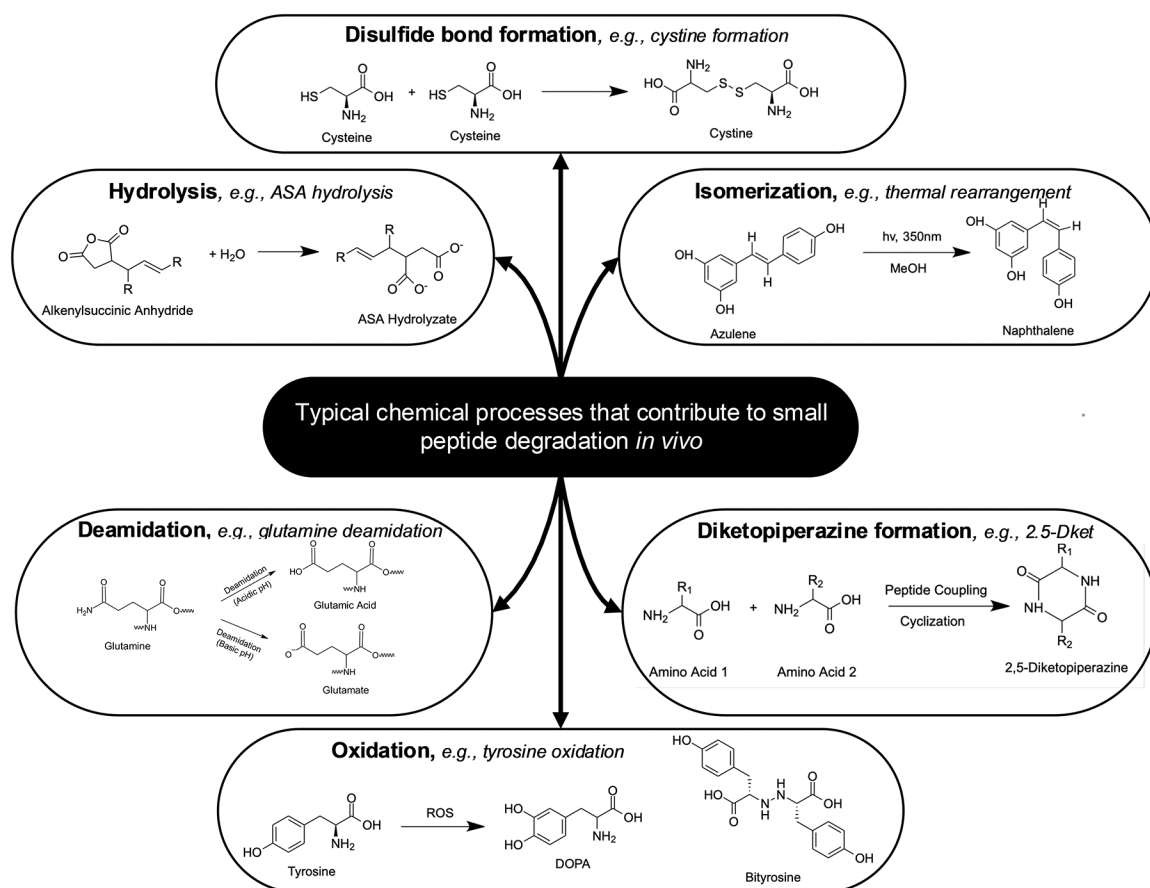 Disulfide bond formation, e.g., cystine formation
HS
O
OH
NH2
Cysteine
+
HS
O
OH
NH2
Cysteine
NH2
HO
O
S
S
O
OH
NH2
Cystine
Hydrolysis, e.g., ASA hydrolysis
O
O
O
R
R
Alkenylsuccinic Anhydride
+ H2O
R
R
O-
O
O
O-
ASA Hydrolyzate
Isomerization, e.g., thermal rearrangement
HO
OH
H
H
OH
Azulene
hv, 350nm
MeOH
OH
OH
H
H
OH
Naphthalene
Typical chemical processes that contribute to small
peptide degradation in vivo
Deamidation, e.g., glutamine deamidation
O
H2N
O
O
NH
Glutamine
Deamidation
(Acidic pH)
Deamidation
(Basic pH)
O
HO
O
O
NH
Glutamic Acid
O
O-
O
O
NH
Glutamate
Diketopiperazine formation, e.g., 2.5-Dket
R1
NH2
OH
O
Amino Acid 1
+
R2
NH2
OH
O
Amino Acid 2
Peptide Coupling
Cyclization
R1
O
NH
HN
O
R2
2,5-Diketopiperazine
Oxidation, e.g., tyrosine oxidation
HO
O
OH
NH2
Tyrosine
ROS
HO
HO
O
OH
NH2
DOPA
HO
HO
O
N
H
H
N
O
OH
OH
Bityrosine